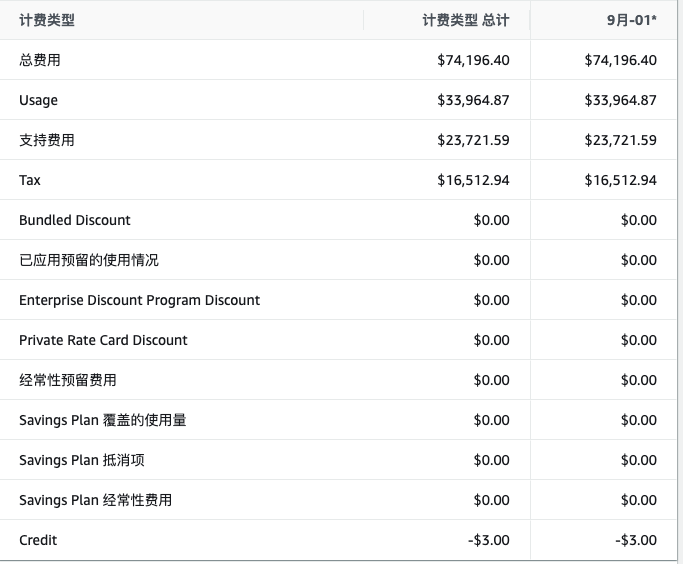 计费类型 计费类型 总计 9月-01*
总费用 $74,196.40 $74,196.40
Usage $33,964.87 $33,964.87
支持费用 $23,721.59 $23,721.59
Tax $16,512.94 $16,512.94
Bundled Discount $0.00 $0.00
已应用预留的使用情况 $0.00 $0.00
Enterprise Discount Program Discount $0.00 $0.00
Private Rate Card Discount $0.00 $0.00
经常性预留费用 $0.00 $0.00
Savings Plan 覆盖的使用量 $0.00 $0.00
Savings Plan 抵消项 $0.00 $0.00
Savings Plan 经常性费用 $0.00 $0.00
Credit -$3.00 -$3.00